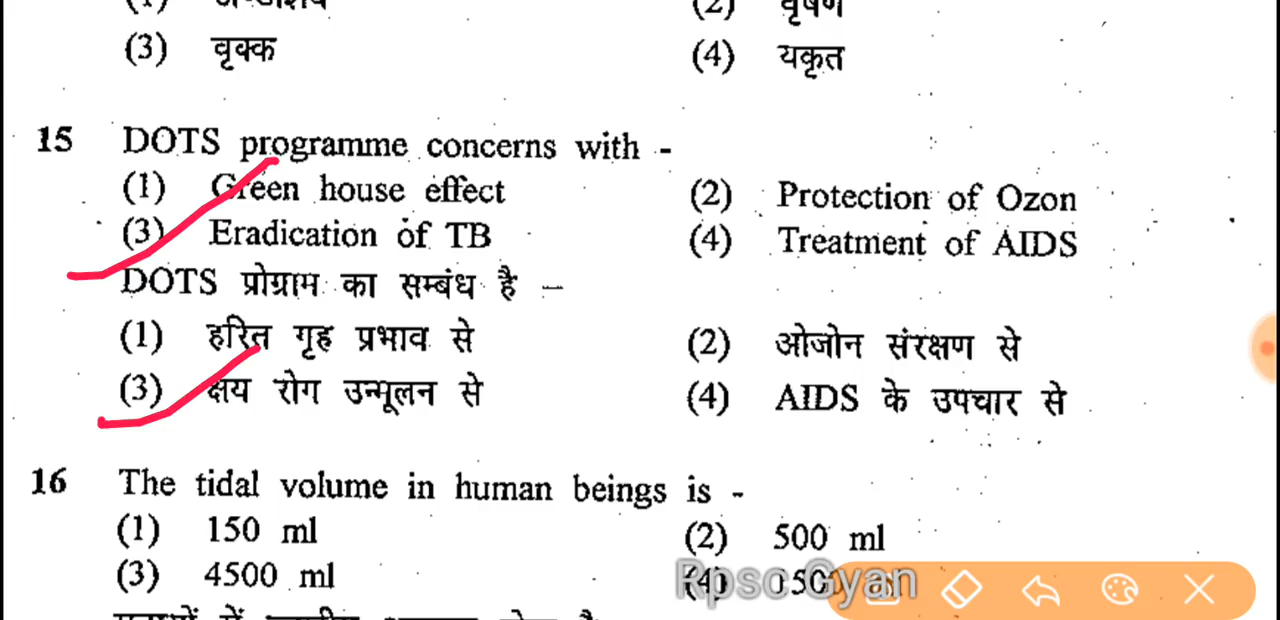 (3) वृक्क (4) यकृत
15 DOTS programme concerns with -
(1) Green house effect (2) Protection of Ozon
(3) Eradication of TB (4) Treatment of AIDS
DOTS प्रोग्राम का सम्बंध है –
(1) हरित गृह प्रभाव से (2) ओजोन संरक्षण से
(3) क्षय रोग उन्मूलन से (4) AIDS के उपचार से
16 The tidal volume in human beings is -
(1) 150 ml (2) 500 ml
(3) 4500 ml (4)
Rpsc Gyan